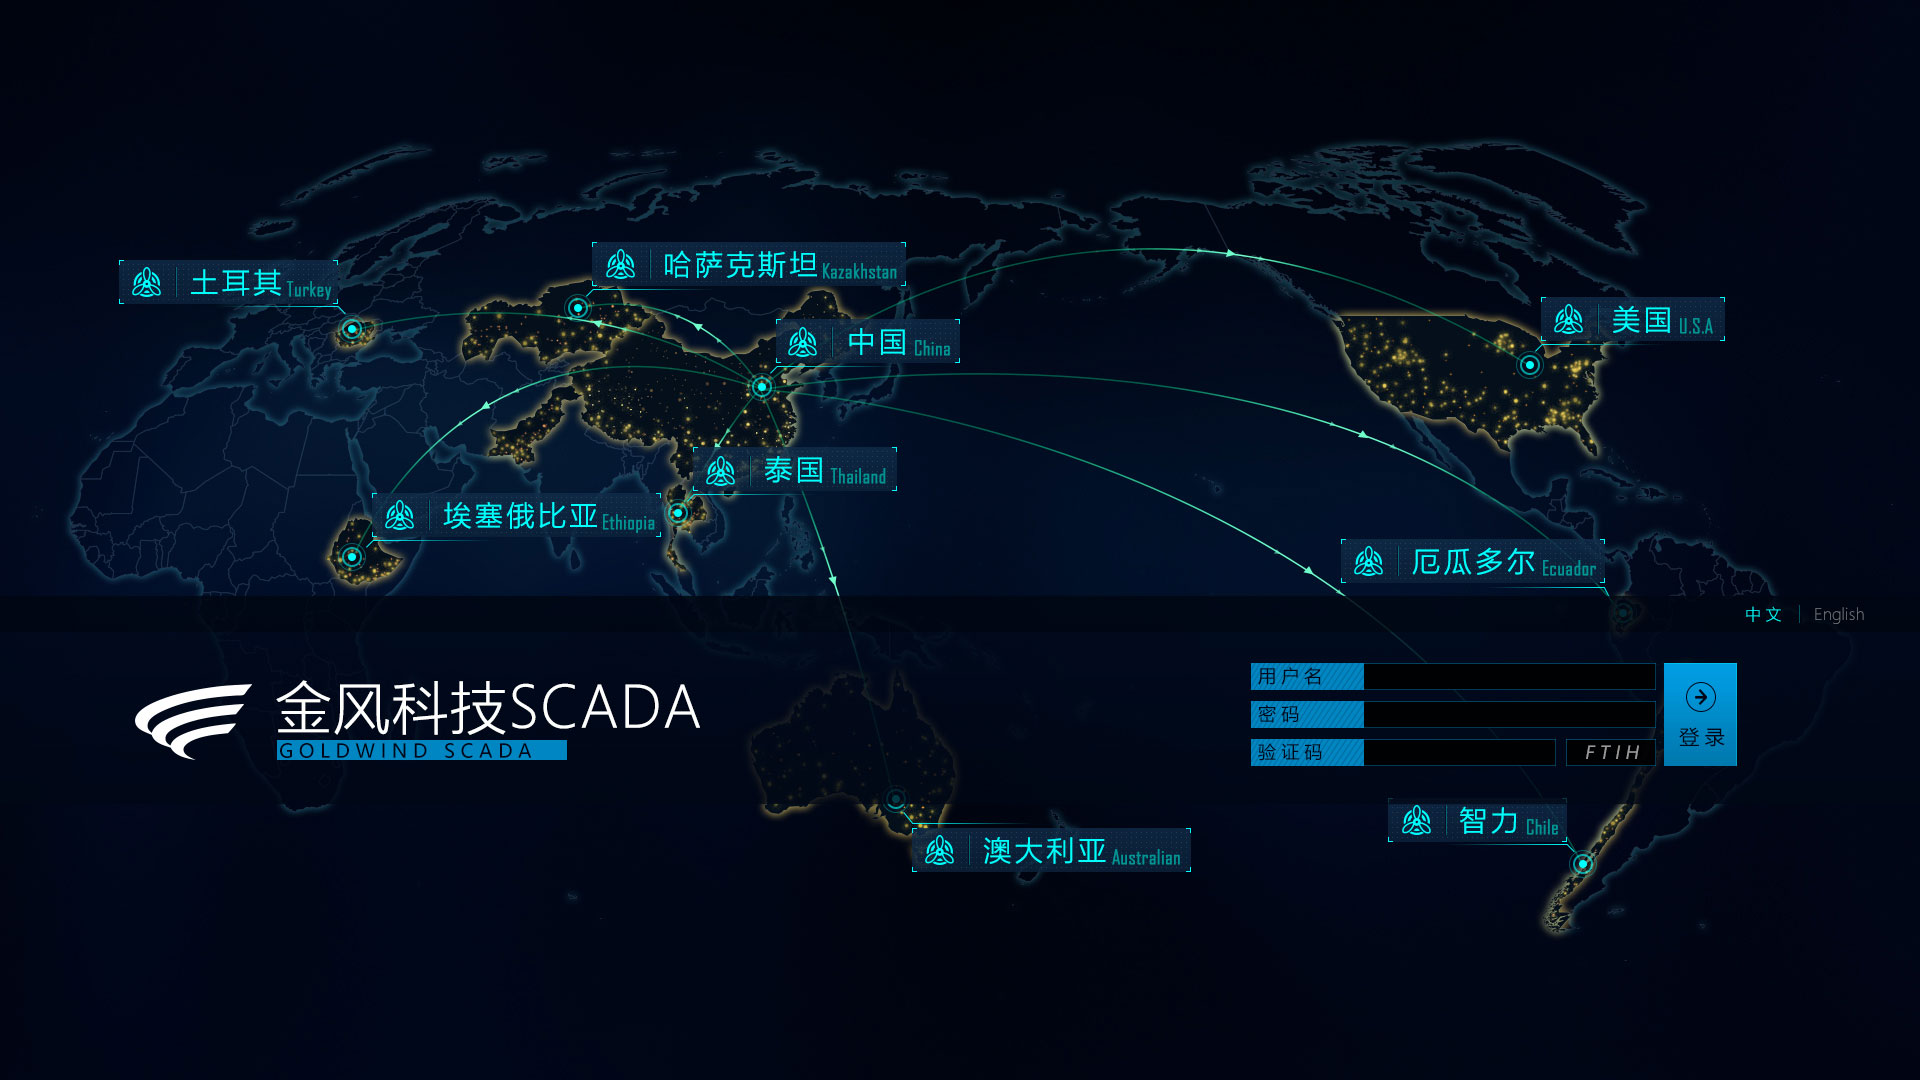 哈萨克斯坦 Kazakhstan
土耳其 Turkey
美国 U.S.A
中国 China
泰国 Thailand
埃塞俄比亚 Ethiopia
厄瓜多尔 Ecuador
中文 | English
金风科技SCADA
GOLDWIND SCADA
用户名
密码
验证码
FTIH
登录
智力 Chile
澳大利亚 Australian